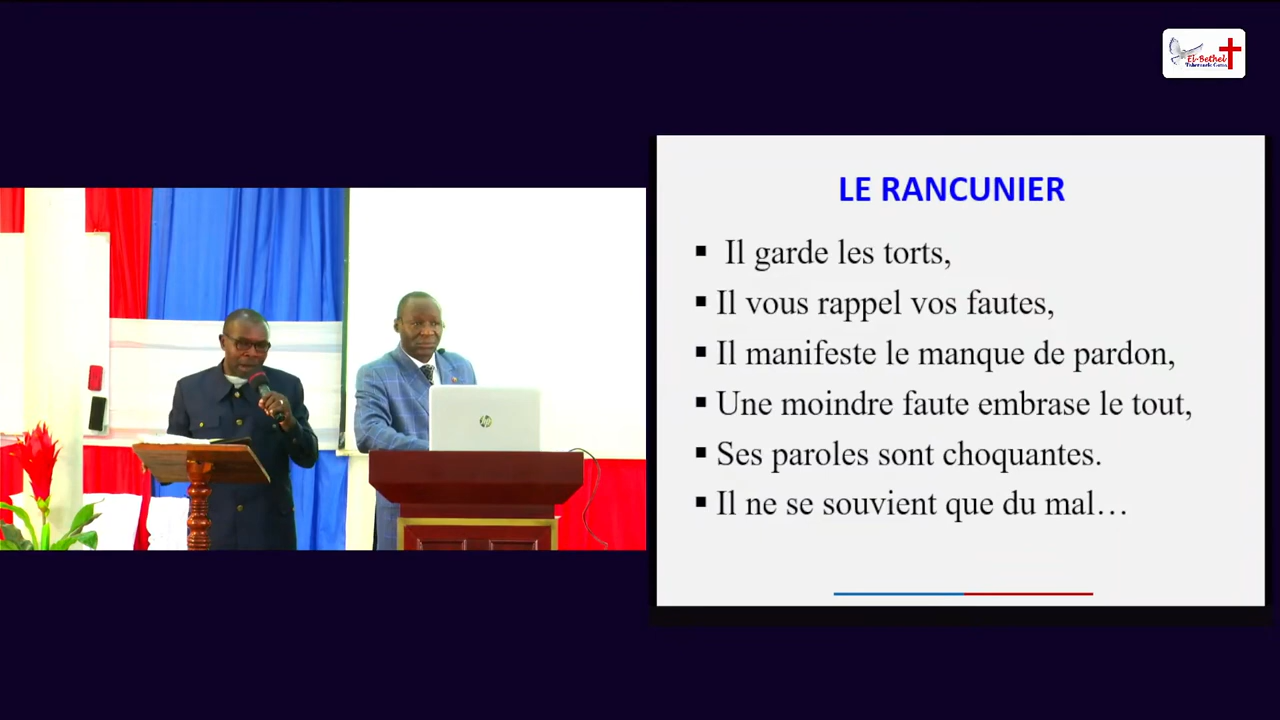 El-Bethel
LE RANCUNIER
▪ Il garde les torts,
▪ Il vous rappel vos fautes,
▪ Il manifeste le manque de pardon,
▪ Une moindre faute embrase le tout,
▪ Ses paroles sont choquantes.
▪ Il ne se souvient que du mal…
hp